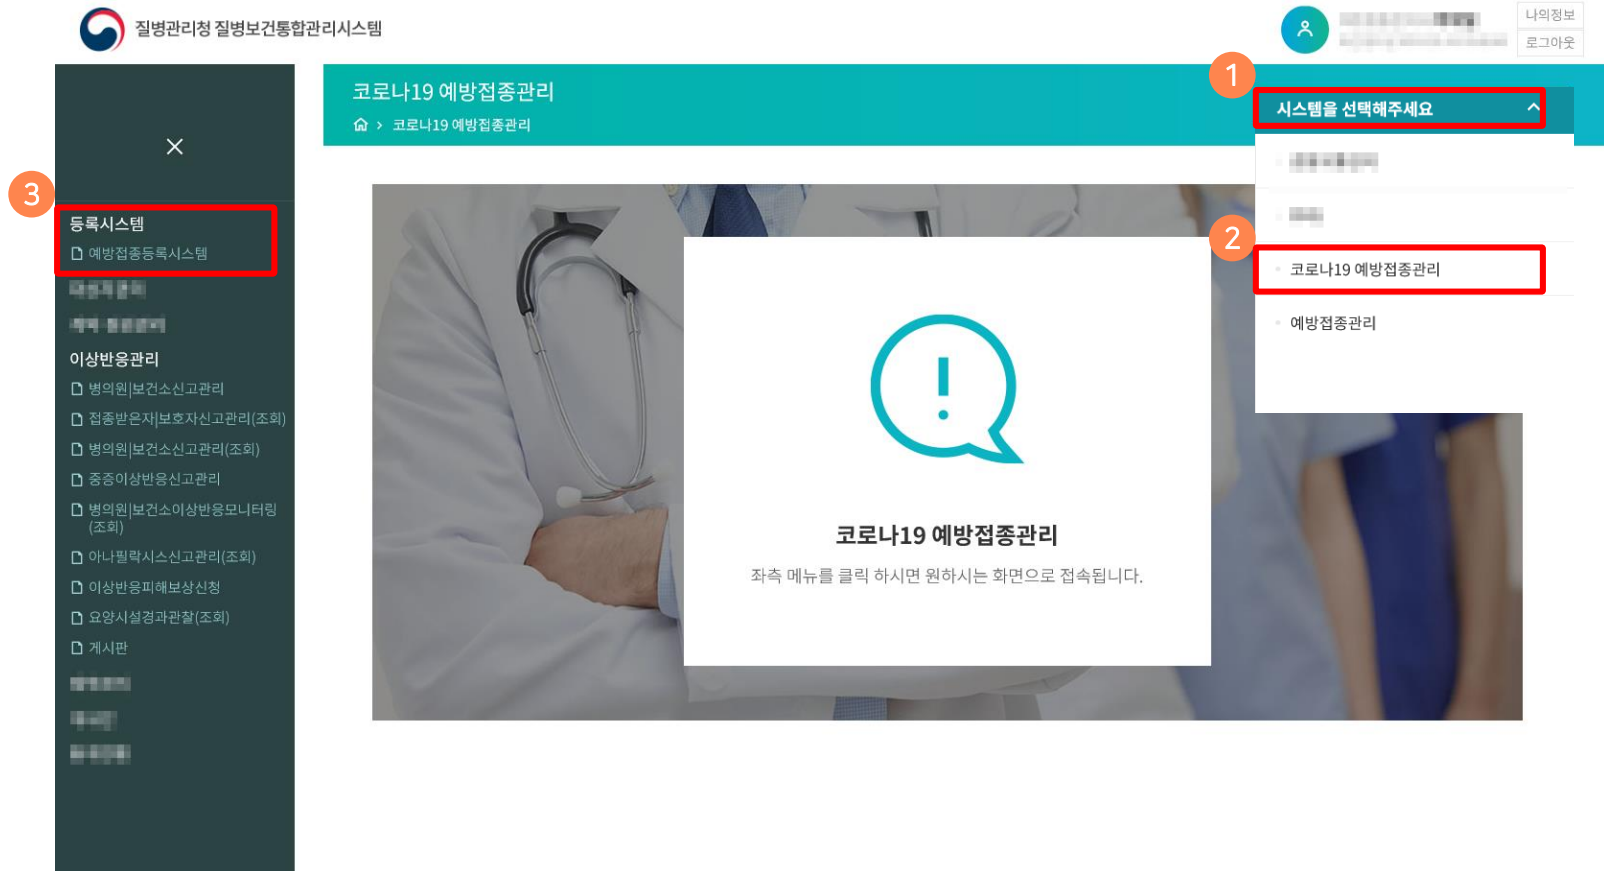 질병관리청 질병보건통합관리시스템
나의정보
로그아웃
코로나19 예방접종관리
코로나19 예방접종관리
1
시스템을 선택해주세요
2
코로나19 예방접종관리
예방접종관리
3
등록시스템
예방접종등록시스템
이상반응관리
병의원|보건소신고관리
접종받은자|보호자신고관리(조회)
병의원|보건소신고관리(조회)
중증이상반응신고관리
병의원|보건소이상반응모니터링
(조회)
아나필락시스신고관리(조회)
이상반응피해보상신청
요양시설경과관찰(조회)
게시판
코로나19 예방접종관리
좌측 메뉴를 클릭 하시면 원하시는 화면으로 접속됩니다.